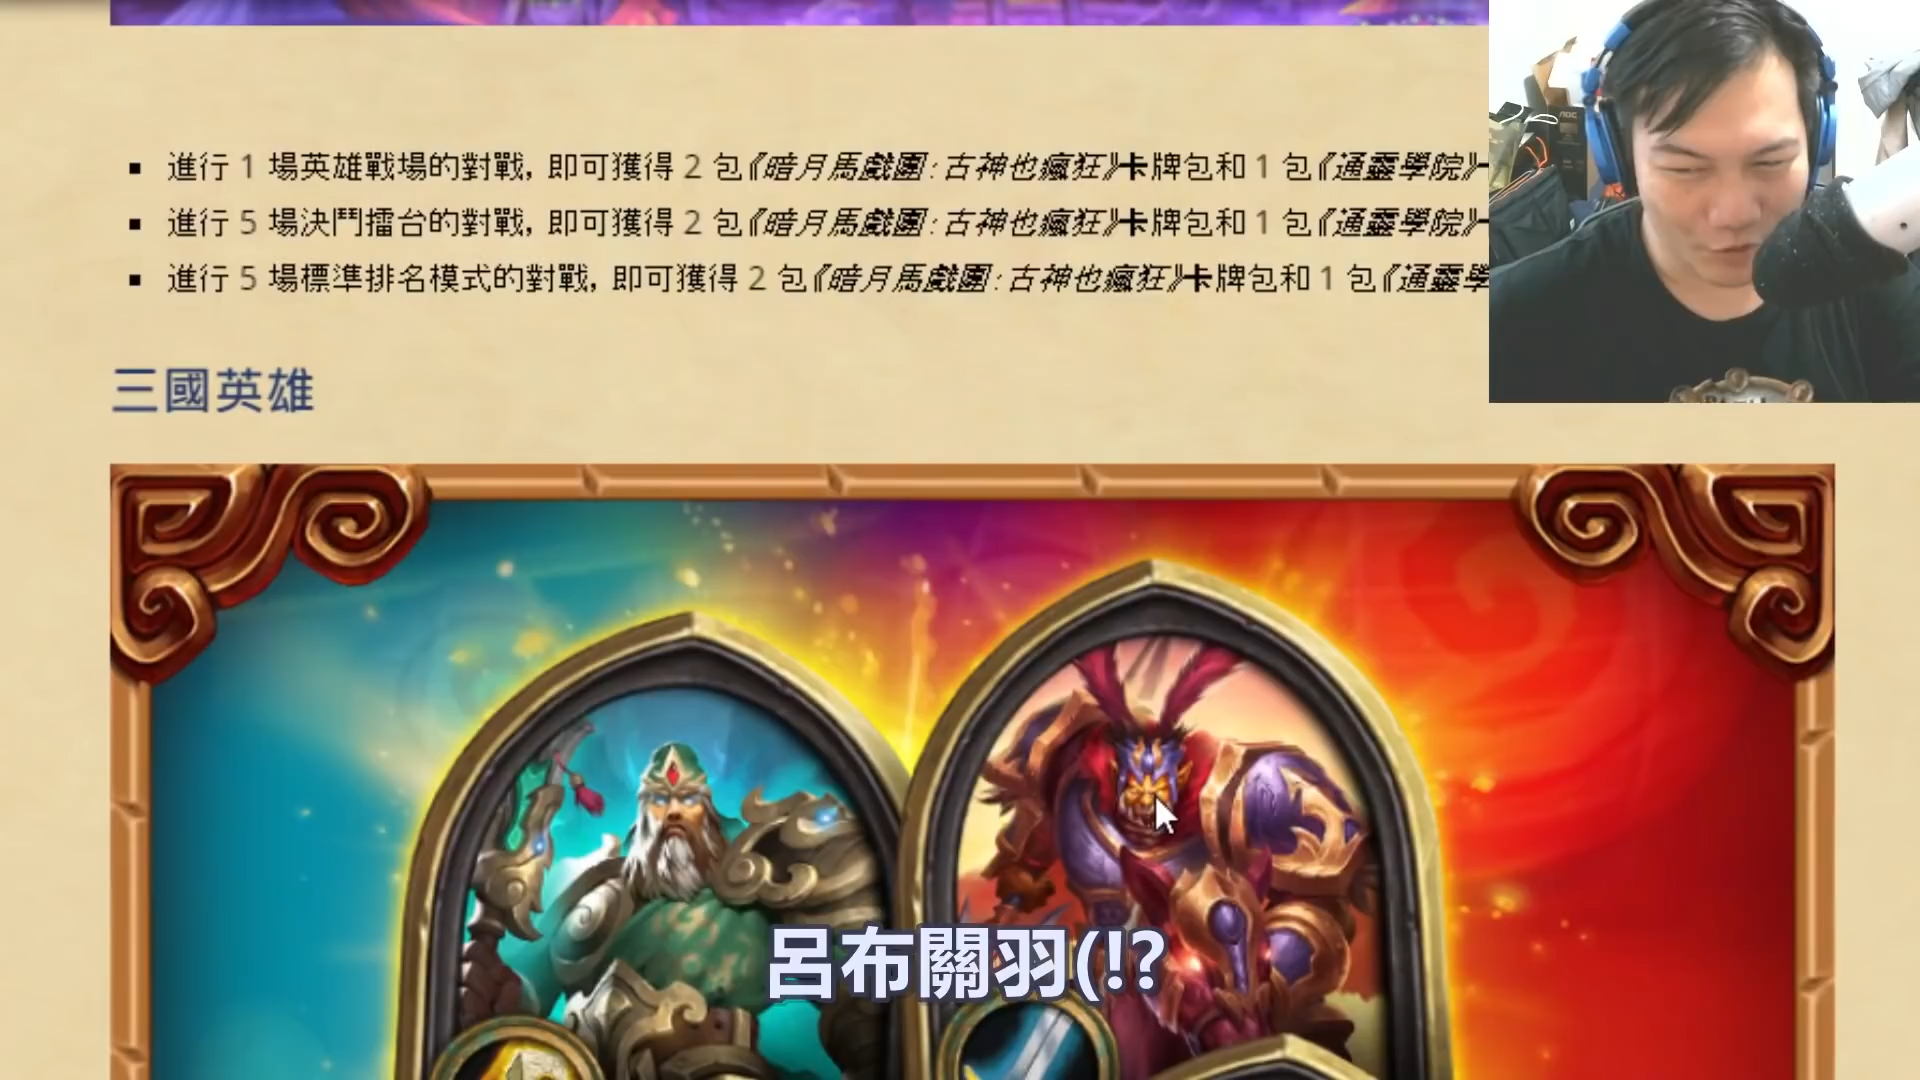 ▪ 進行 1 場英雄戰場的對戰, 即可獲得 2 包《暗月馬戲團: 古神也瘋狂》卡牌包和 1 包《通靈學院》
▪ 進行 5 場決鬥擂台的對戰, 即可獲得 2 包《暗月馬戲團: 古神也瘋狂》卡牌包和 1 包《通靈學院》
▪ 進行 5 場標準排名模式的對戰, 即可獲得 2 包《暗月馬戲團: 古神也瘋狂》卡牌包和 1 包《通靈學
三國英雄
呂布關羽(!?